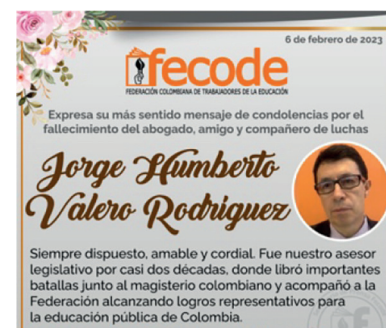 6 de febrero de 2023
fecode
FEDERACIÓN COLOMBIANA DE TRABAJADORES DE LA EDUCACIÓN
Expresa su más sentido mensaje de condolencias por el
fallecimiento del abogado, amigo y compañero de luchas
Jorge Humberto
Valero Rodríguez
Siempre dispuesto, amable y cordial. Fue nuestro asesor
legislativo por casi dos décadas, donde libró importantes
batallas junto al magisterio colombiano y acompañó a la
Federación alcanzando logros representativos para
la educación pública de Colombia.